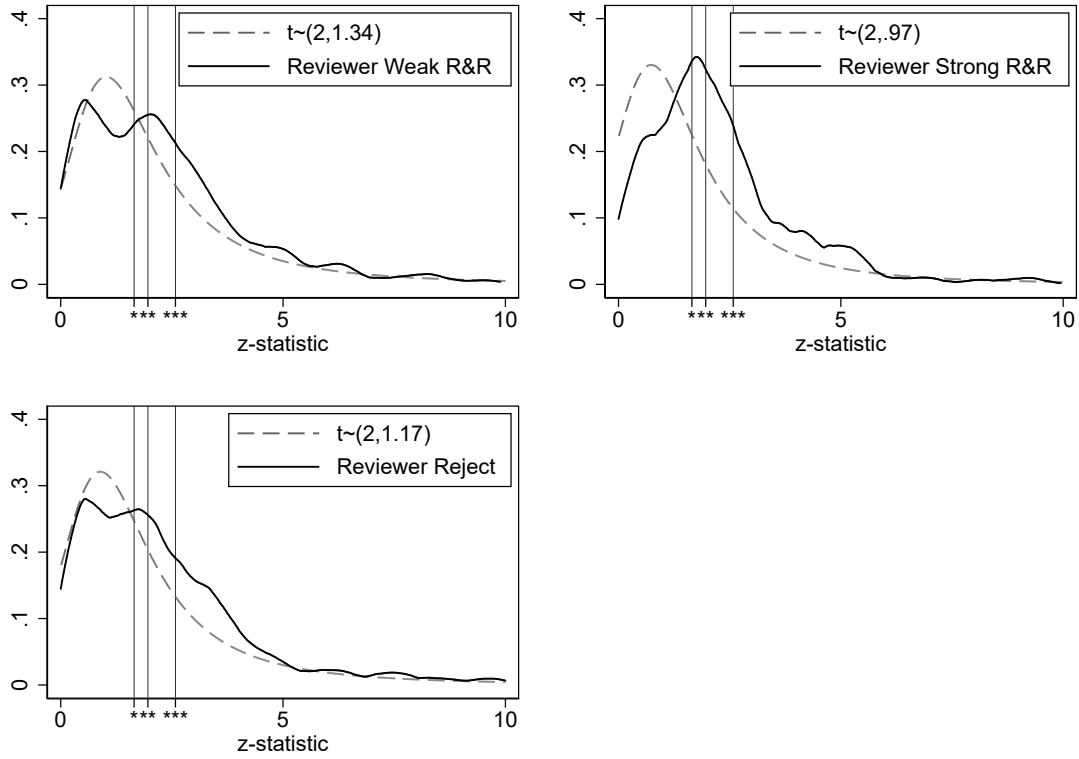 .4
.3
.2
.1
0
t~(2,1.34)
Reviewer Weak R&R
0
5
10
* ** ***
z-statistic
.4
.3
.2
.1
0
t~(2,.97)
Reviewer Strong R&R
0
5
10
* ** ***
z-statistic
.4
.3
.2
.1
0
t~(2,1.17)
Reviewer Reject
0
5
10
* ** ***
z-statistic